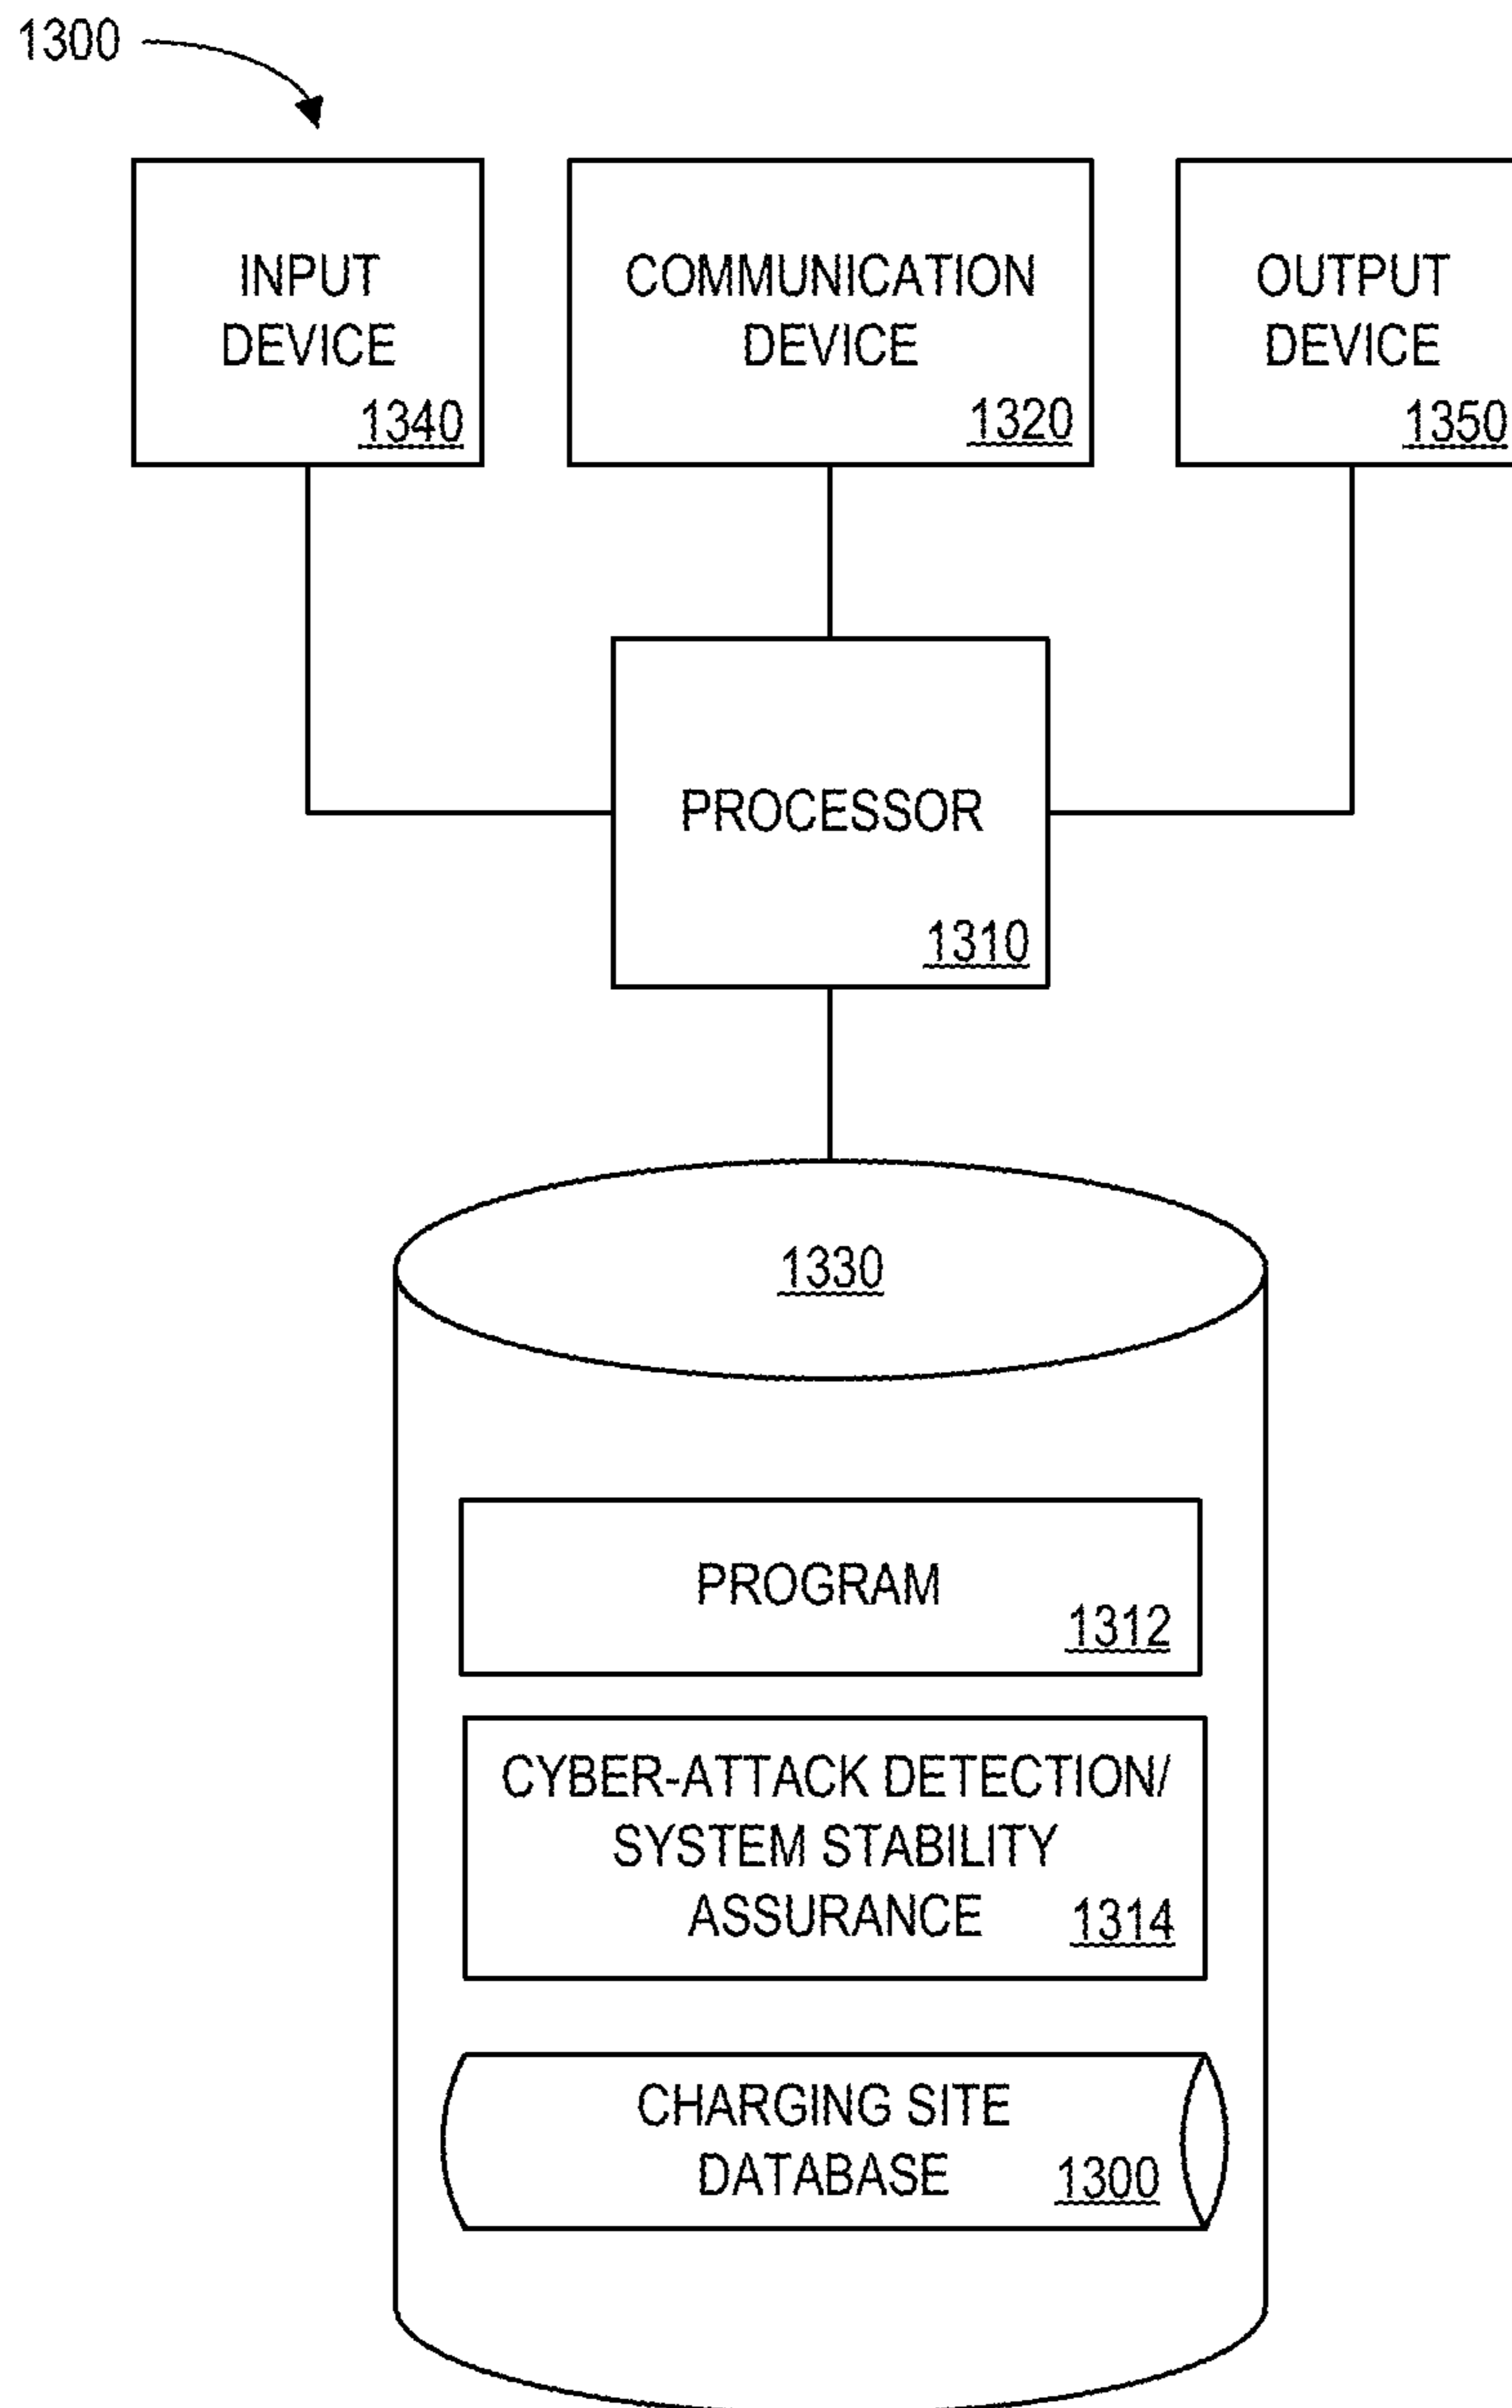 1300
INPUT
DEVICE
1340
COMMUNICATION
DEVICE
1320
OUTPUT
DEVICE
1350
PROCESSOR
1310
1330
PROGRAM
1312
CYBER-ATTACK DETECTION/
SYSTEM STABILITY
ASSURANCE 1314
CHARGING SITE
DATABASE 1300